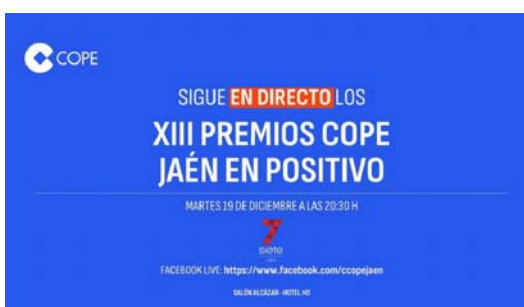 COPE
SIGUE EN DIRECTO LOS
XIII PREMIOS COPE
JAÉN EN POSITIVO
MARTES 19 DE DICIEMBRE A LAS 20:30 H
7
siete
FACEBOOK LIVE: https://www.facebook.com/ccopejaen
SALÓN ALCÁZAR - HOTEL HO